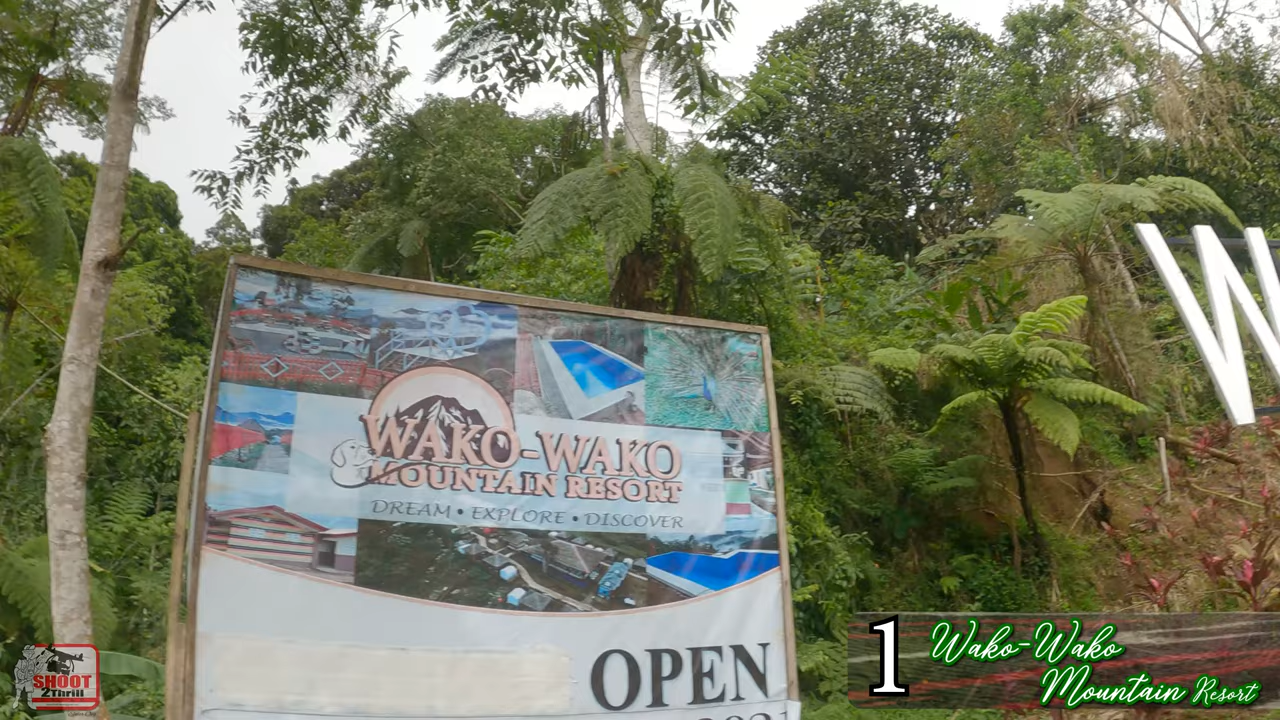 W
WAKO-WAKO
MOUNTAIN RESORT
DREAM • EXPLORE • DISCOVER
OPEN
SHOOT
2Thrill
1 Wako-Wako
Mountain Resort